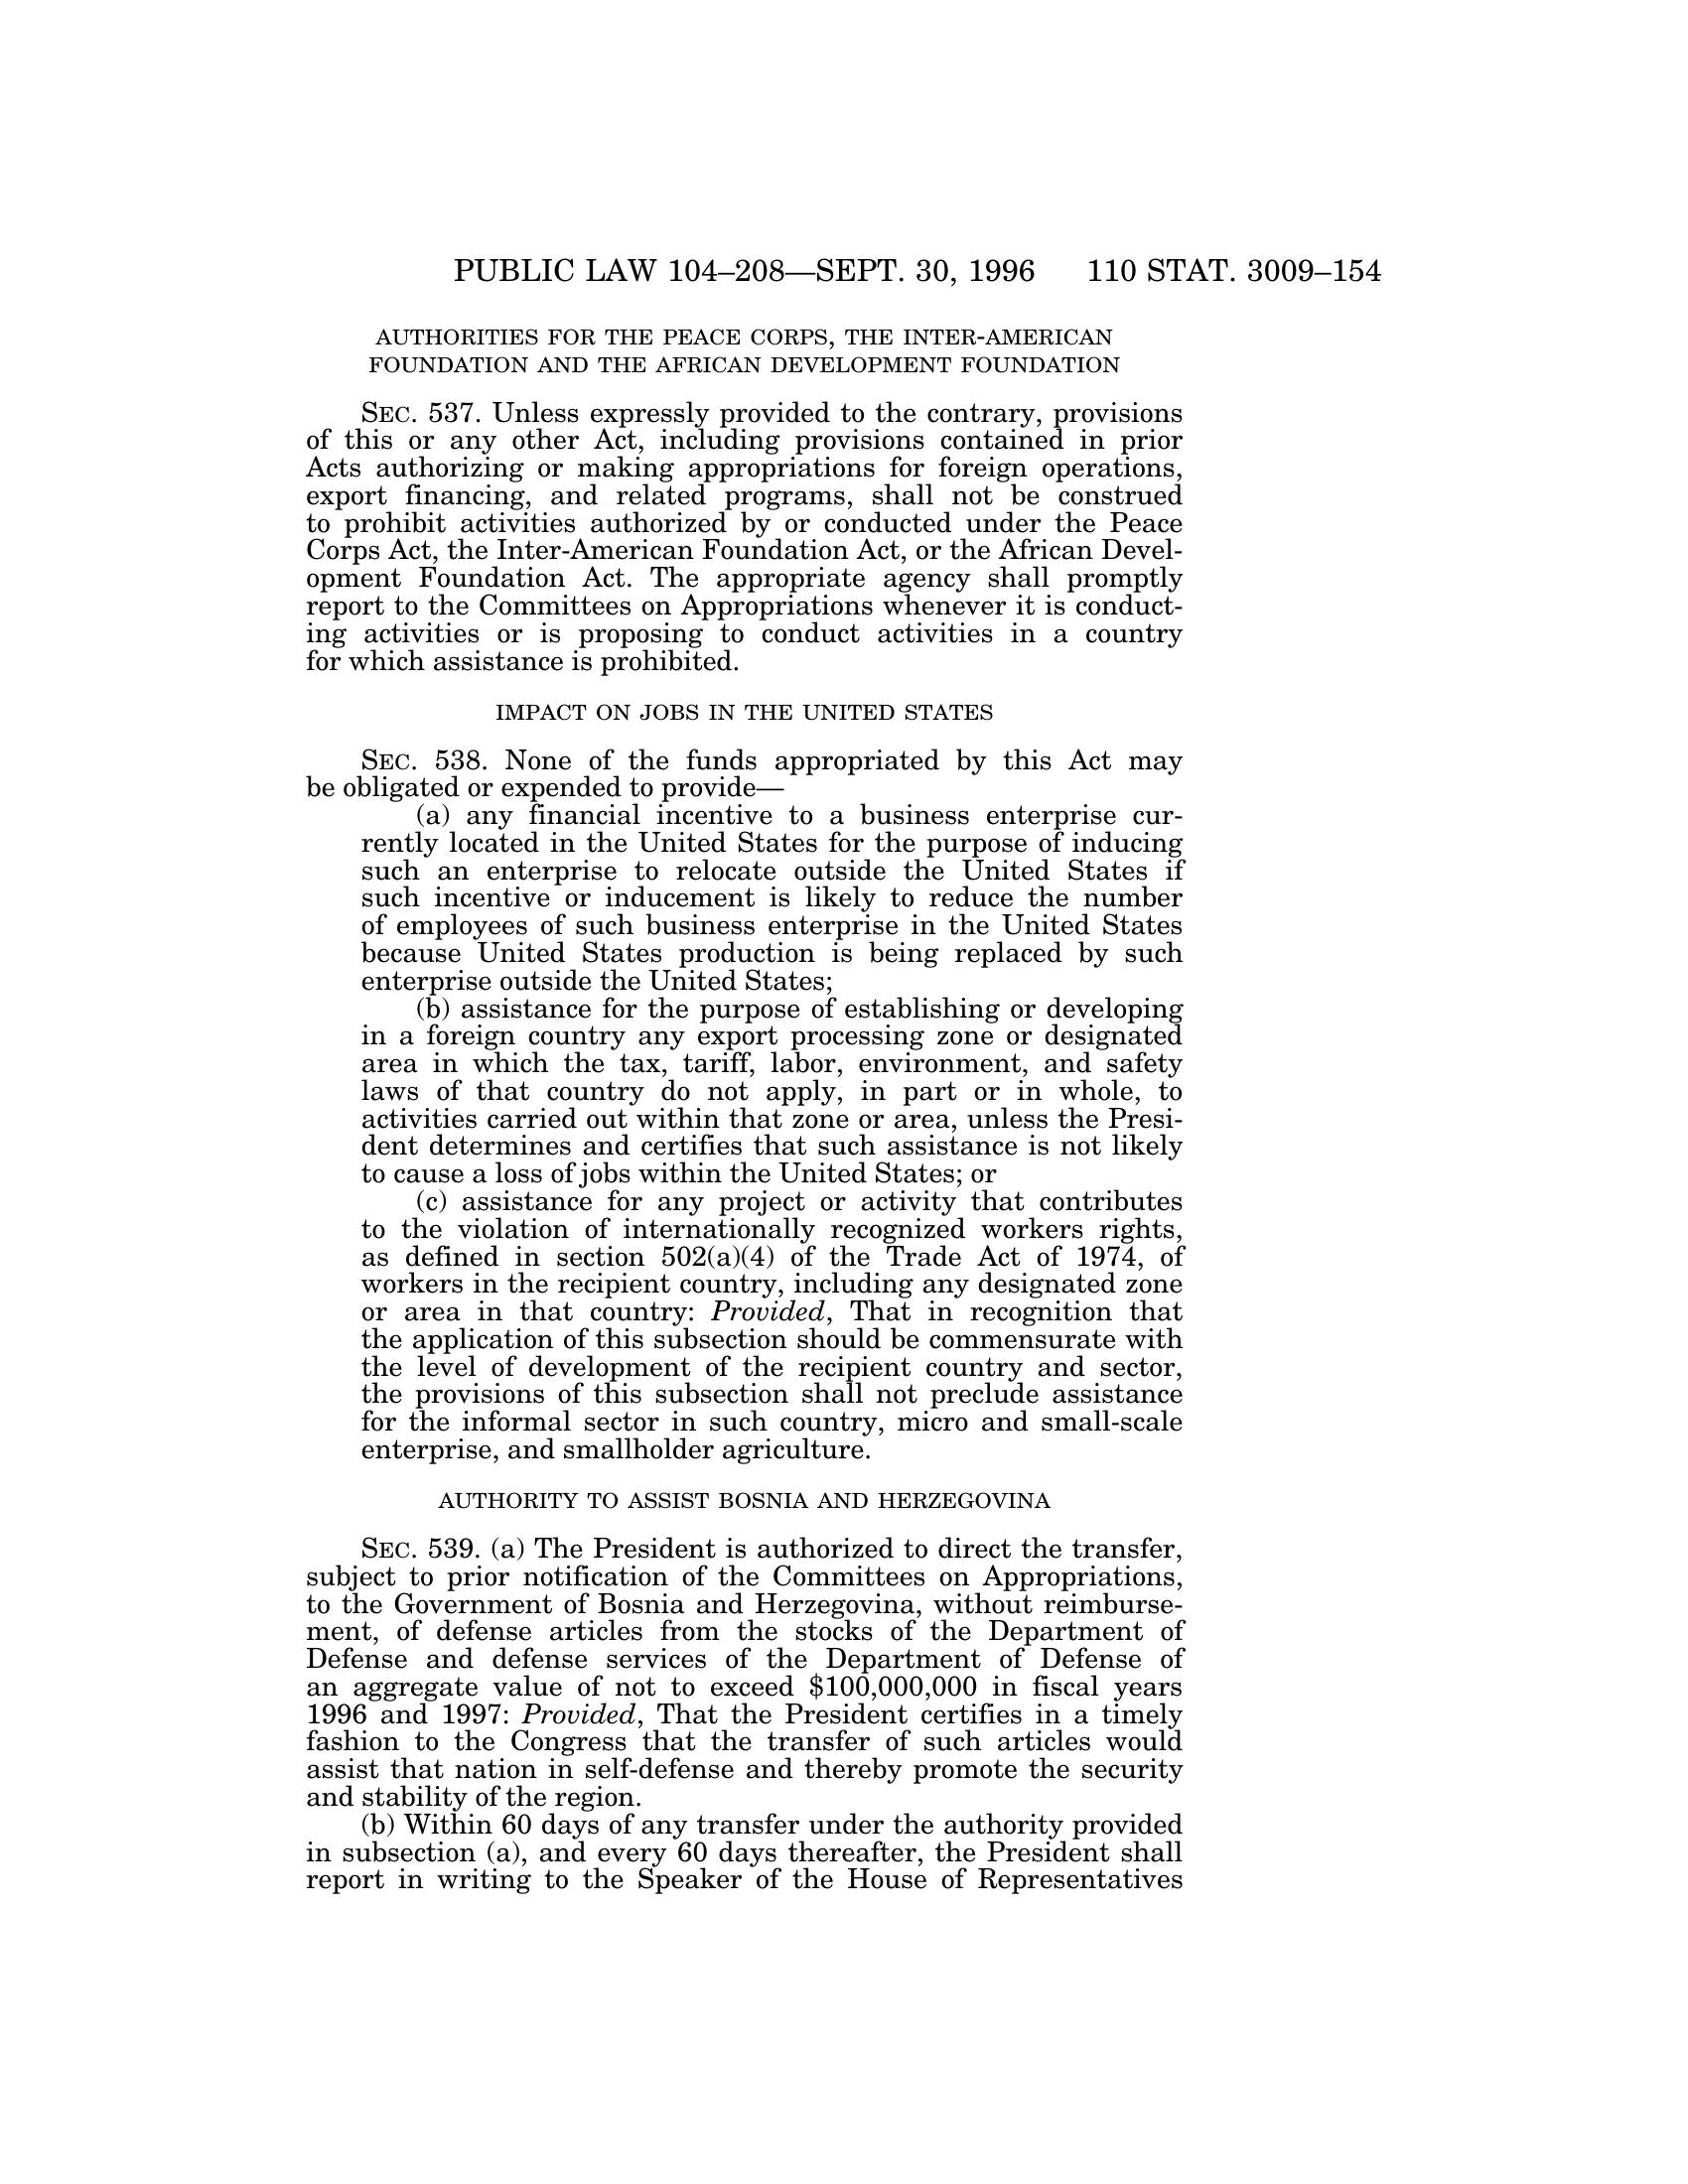 PUBLIC LAW 104–208—SEPT. 30, 1996 110 STAT. 3009–154
AUTHORITIES FOR THE PEACE CORPS, THE INTER-AMERICAN
FOUNDATION AND THE AFRICAN DEVELOPMENT FOUNDATION
SEC. 537. Unless expressly provided to the contrary, provisions
of this or any other Act, including provisions contained in prior
Acts authorizing or making appropriations for foreign operations,
export financing, and related programs, shall not be construed
to prohibit activities authorized by or conducted under the Peace
Corps Act, the Inter-American Foundation Act, or the African Devel-
opment Foundation Act. The appropriate agency shall promptly
report to the Committees on Appropriations whenever it is conduct-
ing activities or is proposing to conduct activities in a country
for which assistance is prohibited.
IMPACT ON JOBS IN THE UNITED STATES
SEC. 538. None of the funds appropriated by this Act may
be obligated or expended to provide—
(a) any financial incentive to a business enterprise cur-
rently located in the United States for the purpose of inducing
such an enterprise to relocate outside the United States if
such incentive or inducement is likely to reduce the number
of employees of such business enterprise in the United States
because United States production is being replaced by such
enterprise outside the United States;
(b) assistance for the purpose of establishing or developing
in a foreign country any export processing zone or designated
area in which the tax, tariff, labor, environment, and safety
laws of that country do not apply, in part or in whole, to
activities carried out within that zone or area, unless the Presi-
dent determines and certifies that such assistance is not likely
to cause a loss of jobs within the United States; or
(c) assistance for any project or activity that contributes
to the violation of internationally recognized workers rights,
as defined in section 502(a)(4) of the Trade Act of 1974, of
workers in the recipient country, including any designated zone
or area in that country: Provided, That in recognition that
the application of this subsection should be commensurate with
the level of development of the recipient country and sector,
the provisions of this subsection shall not preclude assistance
for the informal sector in such country, micro and small-scale
enterprise, and smallholder agriculture.
AUTHORITY TO ASSIST BOSNIA AND HERZEGOVINA
SEC. 539. (a) The President is authorized to direct the transfer,
subject to prior notification of the Committees on Appropriations,
to the Government of Bosnia and Herzegovina, without reimburse-
ment, of defense articles from the stocks of the Department of
Defense and defense services of the Department of Defense of
an aggregate value of not to exceed $100,000,000 in fiscal years
1996 and 1997: Provided, That the President certifies in a timely
fashion to the Congress that the transfer of such articles would
assist that nation in self-defense and thereby promote the security
and stability of the region.
(b) Within 60 days of any transfer under the authority provided
in subsection (a), and every 60 days thereafter, the President shall
report in writing to the Speaker of the House of Representatives